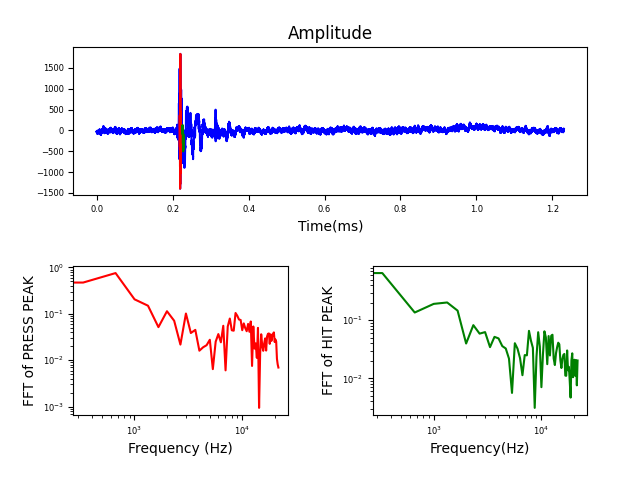 Amplitude
1500
1000
500
0
−500
−1000
−1500
0.0 0.2 0.4 0.6 0.8 1.0 1.2
Time(ms)
FFT of PRESS PEAK
10⁰
10⁻¹
10⁻²
10⁻³
10³ 10⁴
Frequency (Hz)
FFT of HIT PEAK
10⁻¹
10⁻²
10³ 10⁴
Frequency(Hz)